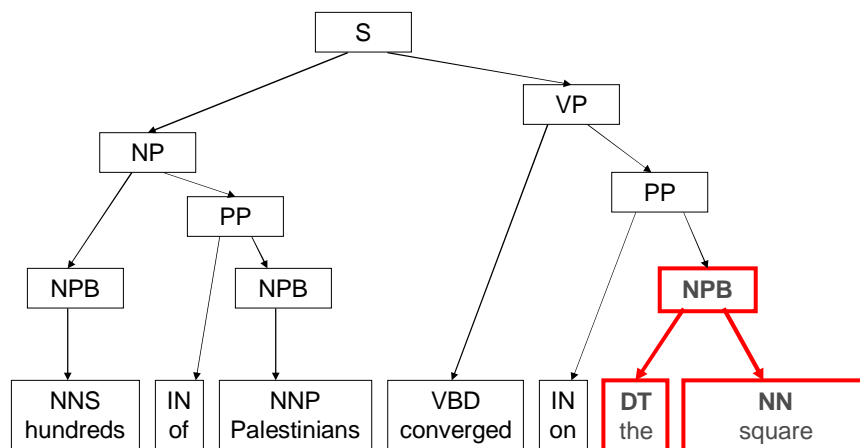 S
VP
NP
PP
PP
NPB
NPB
NPB
NNS
hundreds
IN
of
NNP
Palestinians
VBD
converged
IN
on
DT
the
NN
square